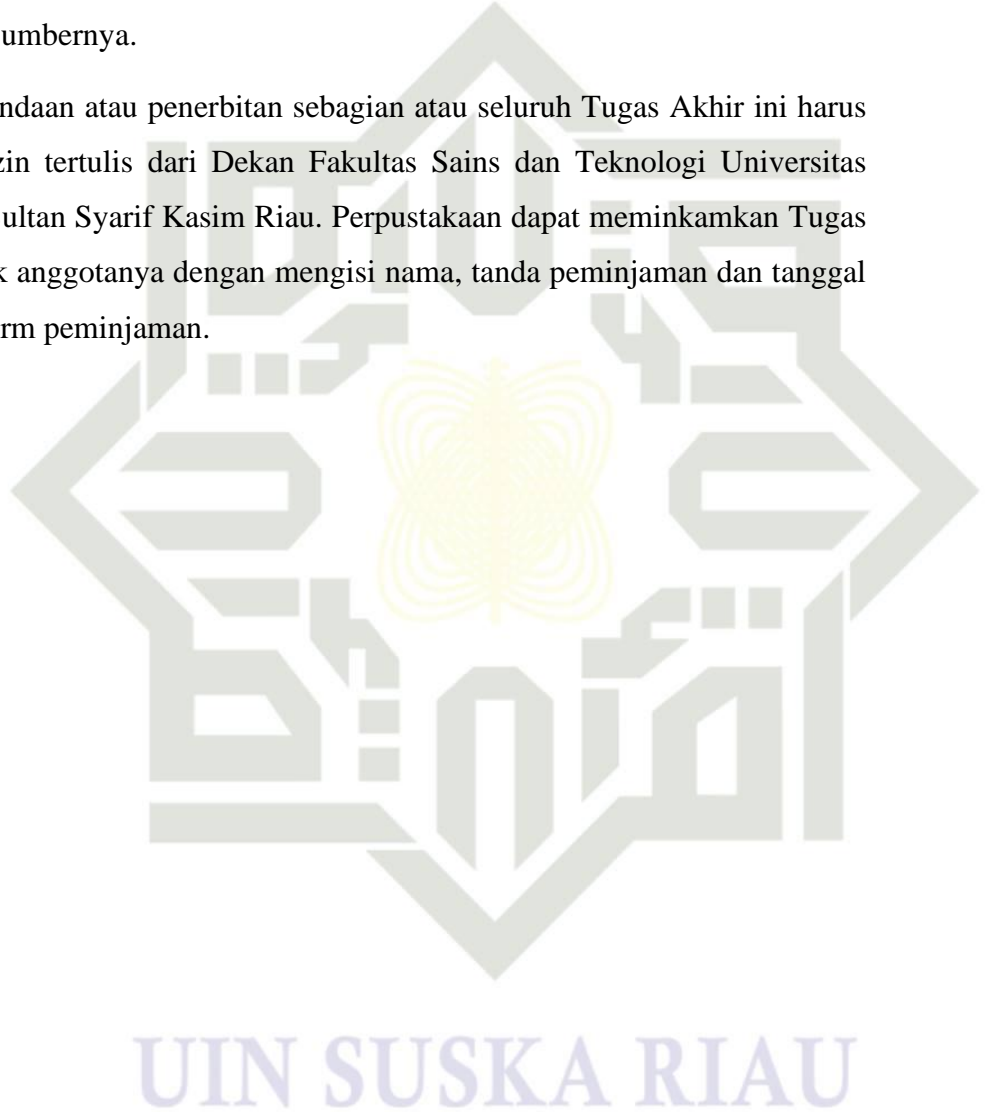 umbernya.
ndaan atau penerbitan sebagian atau seluruh Tugas Akhir ini harus
zin tertulis dari Dekan Fakultas Sains dan Teknologi Universitas
ultan Syarif Kasim Riau. Perpustakaan dapat meminkamkan Tugas
k anggotanya dengan mengisi nama, tanda peminjaman dan tanggal
rm peminjaman.
UIN SUSKA RIAU